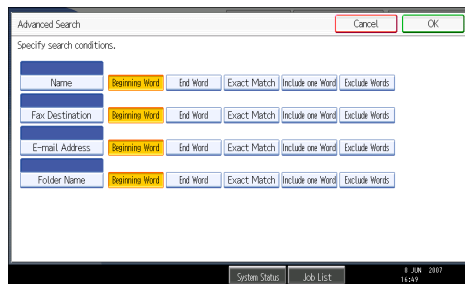 Advanced Search Cancel OK
Specify search conditions.
Name Beginning Word End Word Exact Match Include one Word Exclude Words
Fax Destination Beginning Word End Word Exact Match Include one Word Exclude Words
E-mail Address Beginning Word End Word Exact Match Include one Word Exclude Words
Folder Name Beginning Word End Word Exact Match Include one Word Exclude Words
System Status Job List 8 JUN 2007
16:49